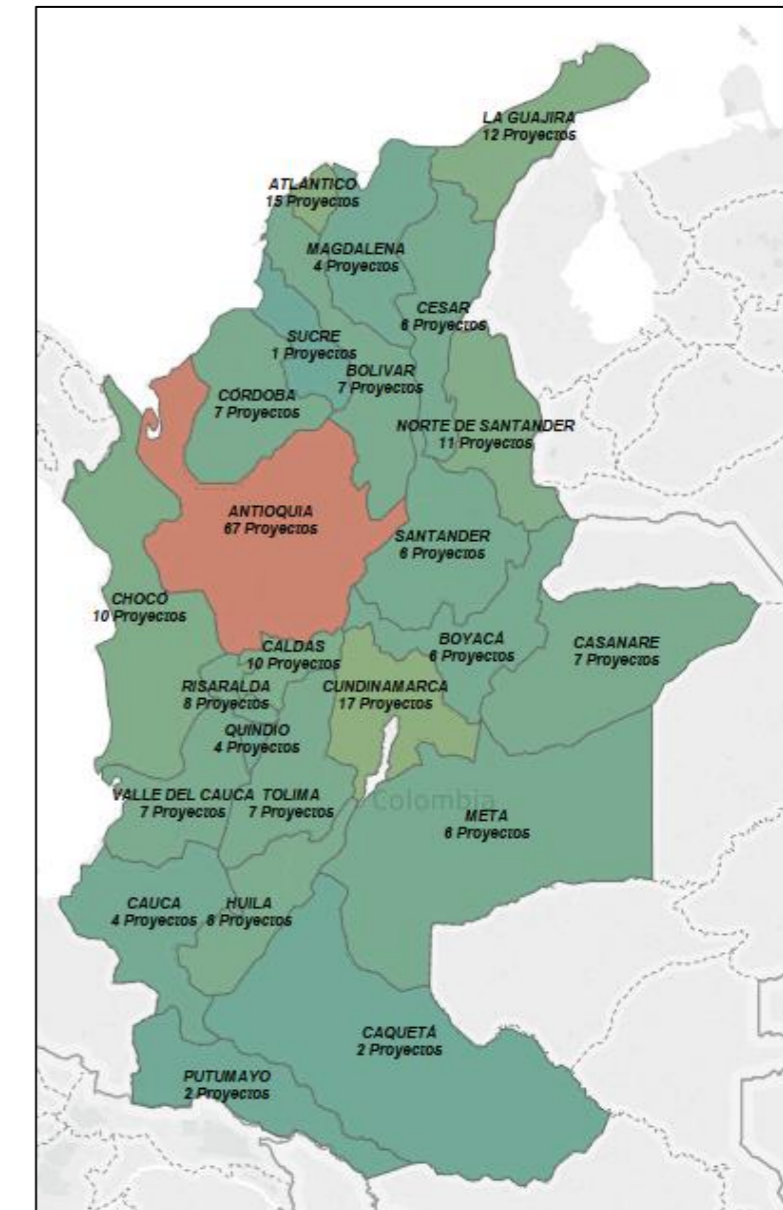 LA GUAJIRA
12 Proyectos
ATLÁNTICO
15 Proyectos
MAGDALENA
4 Proyectos
CESAR
6 Proyectos
SUCRE
1 Proyectos
BOLIVAR
7 Proyectos
CÓRDOBA
7 Proyectos
NORTE DE SANTANDER
11 Proyectos
ANTIOQUIA
67 Proyectos
SANTANDER
6 Proyectos
CHOCÓ
10 Proyectos
CALDAS
10 Proyectos
BOYACÁ
6 Proyectos
CASANARE
7 Proyectos
RISARALDA
8 Proyectos
CUNDINAMARCA
17 Proyectos
QUINDIO
4 Proyectos
VALLE DEL CAUCA
7 Proyectos
TOLIMA
7 Proyectos
Colombia
META
6 Proyectos
CAUCA
4 Proyectos
HUILA
8 Proyectos
CAQUETÁ
2 Proyectos
PUTUMAYO
2 Proyectos